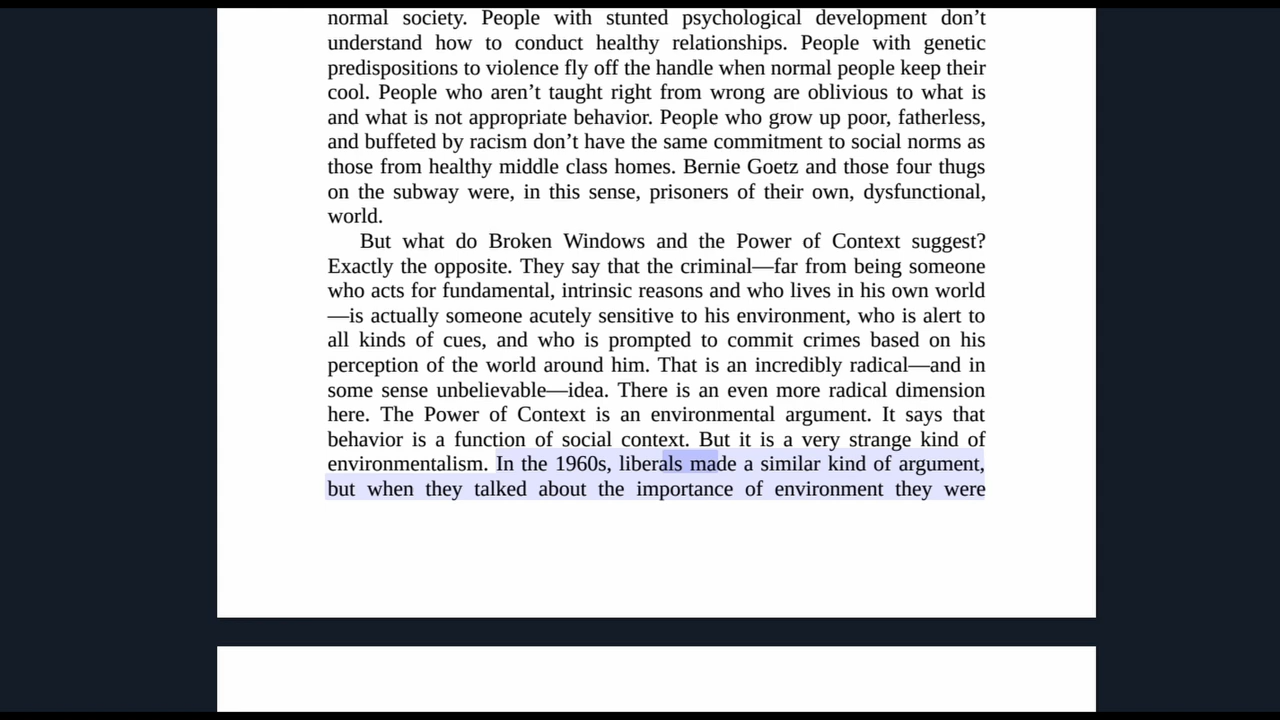 normal society. People with stunted psychological development don’t
understand how to conduct healthy relationships. People with genetic
predispositions to violence fly off the handle when normal people keep their
cool. People who aren’t taught right from wrong are oblivious to what is
and what is not appropriate behavior. People who grow up poor, fatherless,
and buffeted by racism don’t have the same commitment to social norms as
those from healthy middle class homes. Bernie Goetz and those four thugs
on the subway were, in this sense, prisoners of their own, dysfunctional,
world.
But what do Broken Windows and the Power of Context suggest?
Exactly the opposite. They say that the criminal—far from being someone
who acts for fundamental, intrinsic reasons and who lives in his own world
—is actually someone acutely sensitive to his environment, who is alert to
all kinds of cues, and who is prompted to commit crimes based on his
perception of the world around him. That is an incredibly radical—and in
some sense unbelievable—idea. There is an even more radical dimension
here. The Power of Context is an environmental argument. It says that
behavior is a function of social context. But it is a very strange kind of
environmentalism. In the 1960s, liberals made a similar kind of argument,
but when they talked about the importance of environment they were